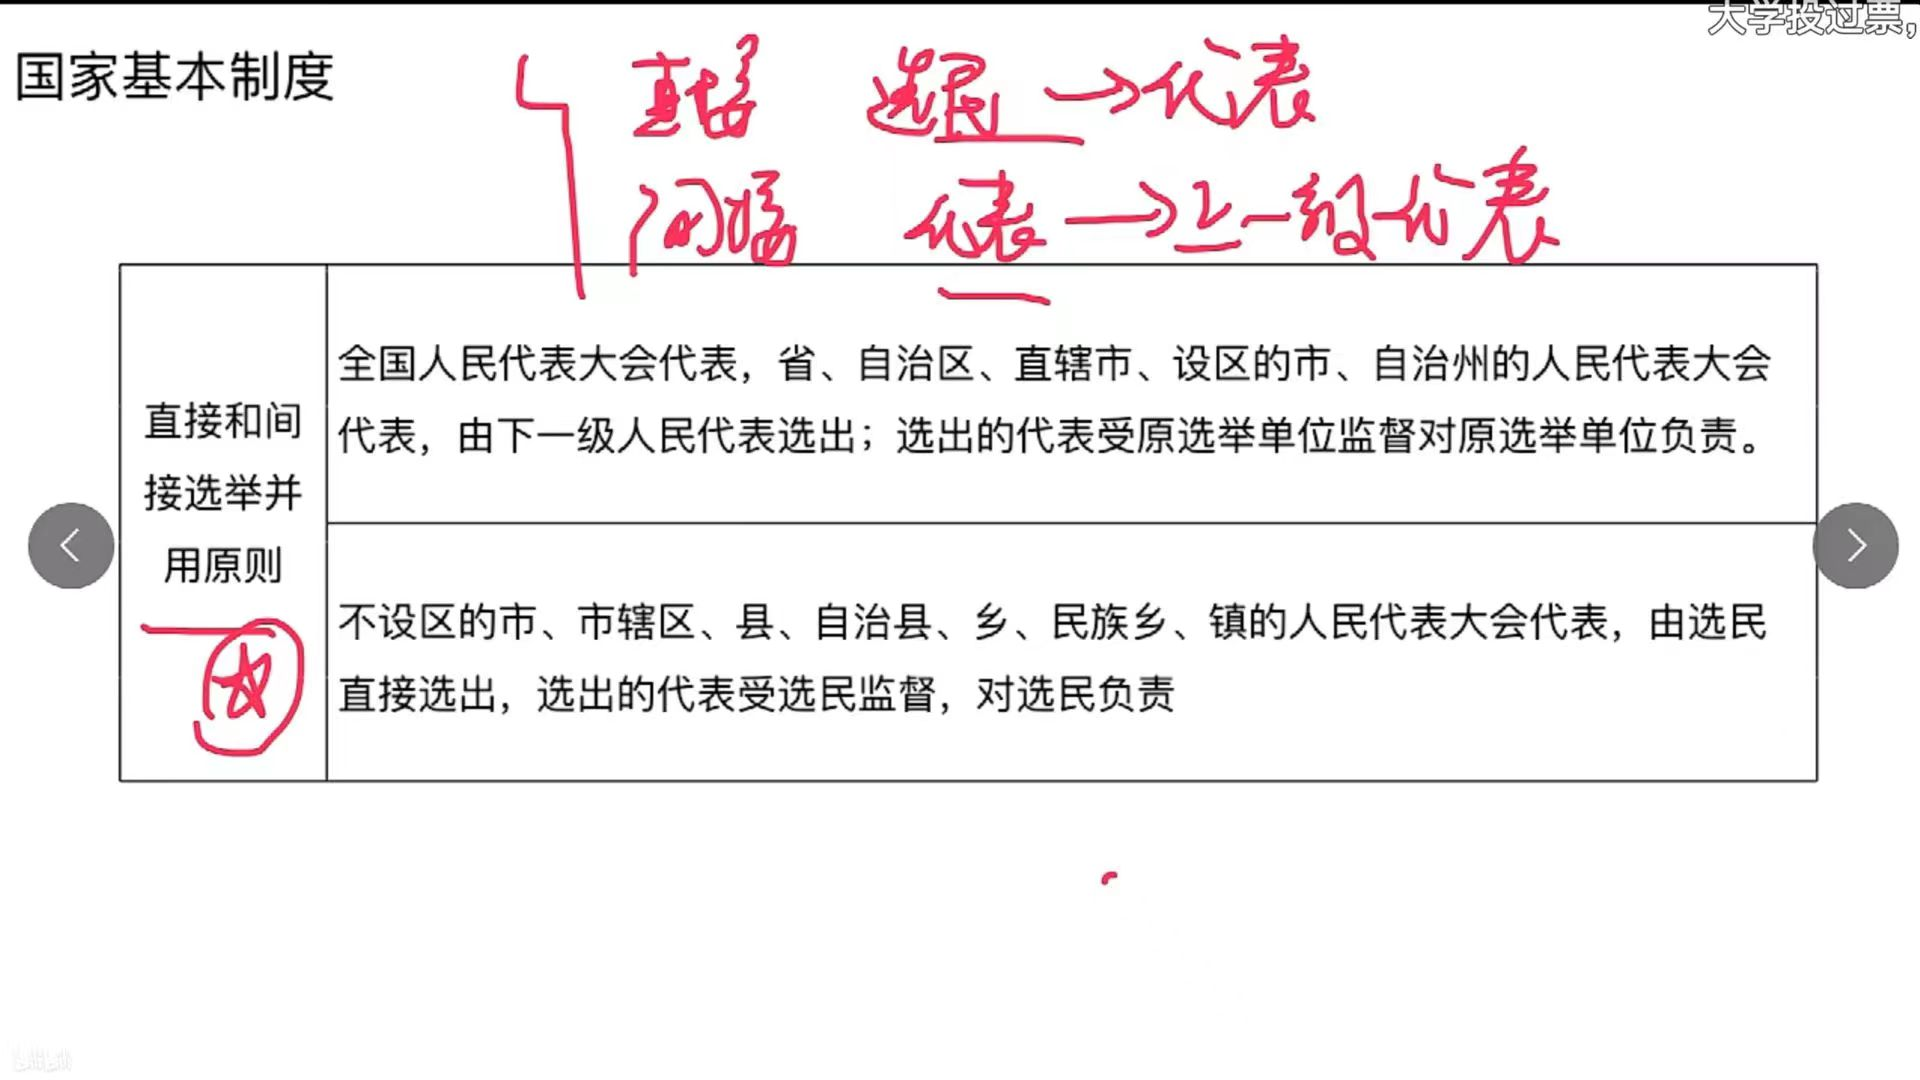 大学投过票,
国家基本制度
直接 选民→代表
间接 代表→上一级代表
直接和间
接选举并
用原则
全国人民代表大会代表，省、自治区、直辖市、设区的市、自治州的人民代表大会
代表，由下一级人民代表选出；选出的代表受原选举单位监督对原选举单位负责。
不设区的市、市辖区、县、自治县、乡、民族乡、镇的人民代表大会代表，由选民
直接选出，选出的代表受选民监督，对选民负责